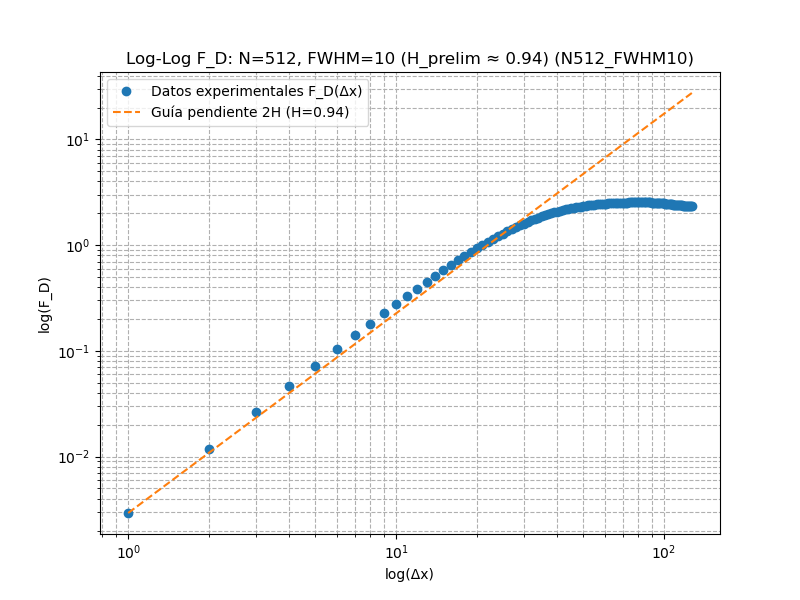 Log-Log F_D: N=512, FWHM=10 (H_prelim ≈ 0.94) (N512_FWHM10)
Datos experimentales F_D(Δx)
Guía pendiente 2H (H=0.94)
log(F_D)
10¹
10⁰
10⁻¹
10⁻²
10⁰ 10¹ 10²
log(Δx)